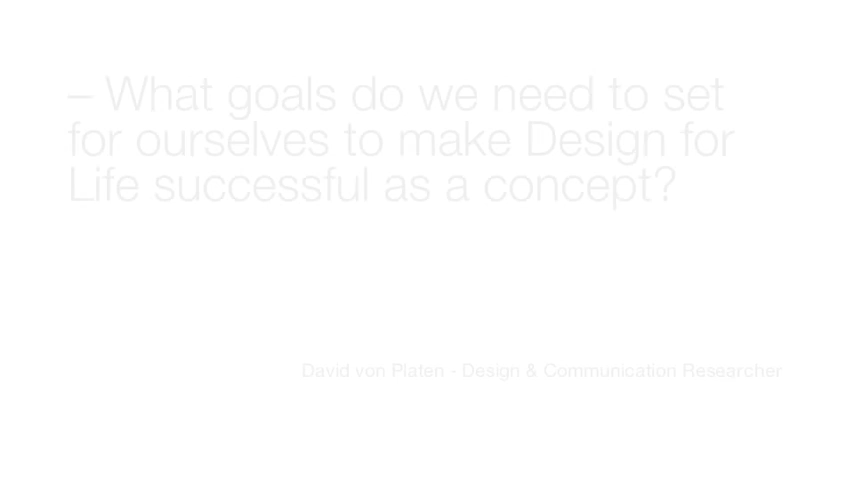 – What goals do we need to set
for ourselves to make Design for
Life successful as a concept?
David von Platen - Design & Communication Researcher